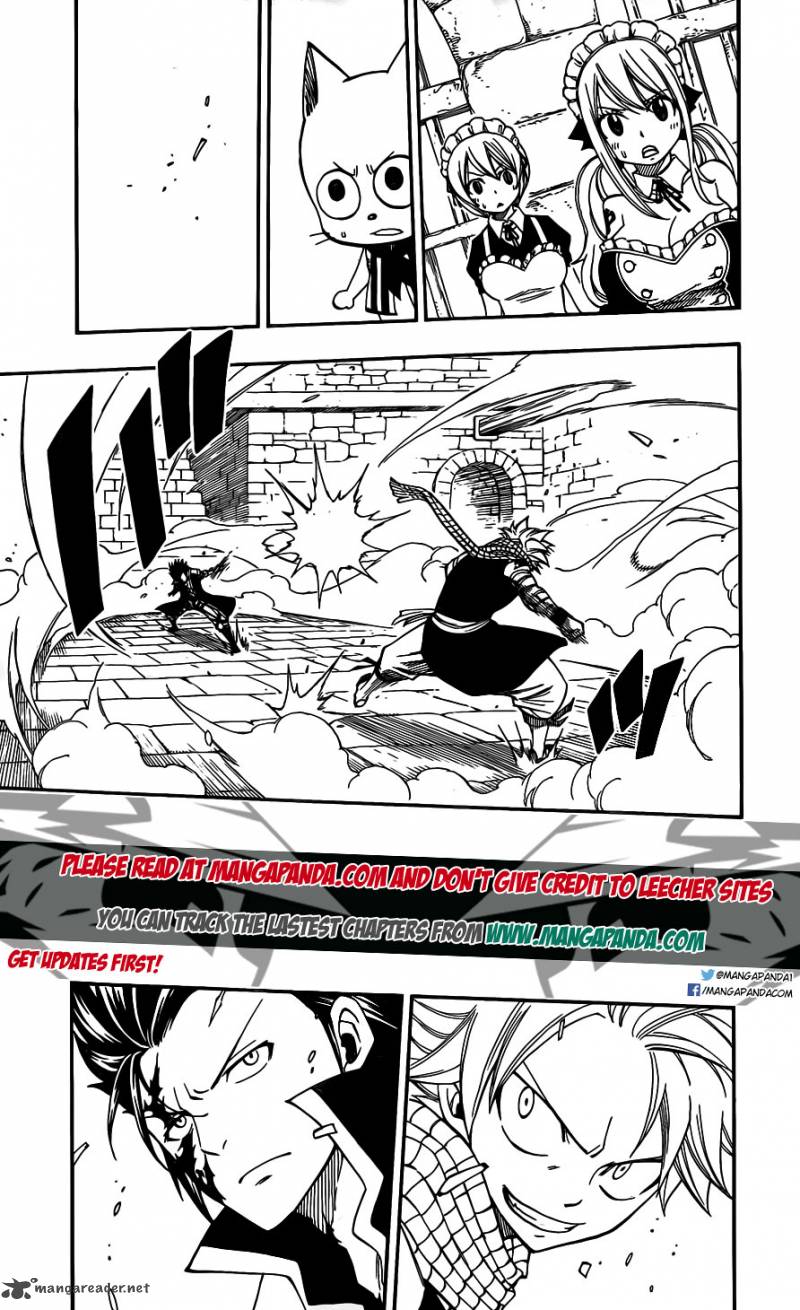 PLEASE READ AT MANGAPANDA.COM AND DON'T GIVE CREDIT TO LEECHER SITES
YOU CAN TRACK THE LASTEST CHAPTERS FROM WWW.MANGAPANDA.COM
GET UPDATES FIRST!
@MANGAPANDA1
/MANGAPANDACOM
mangareader.net